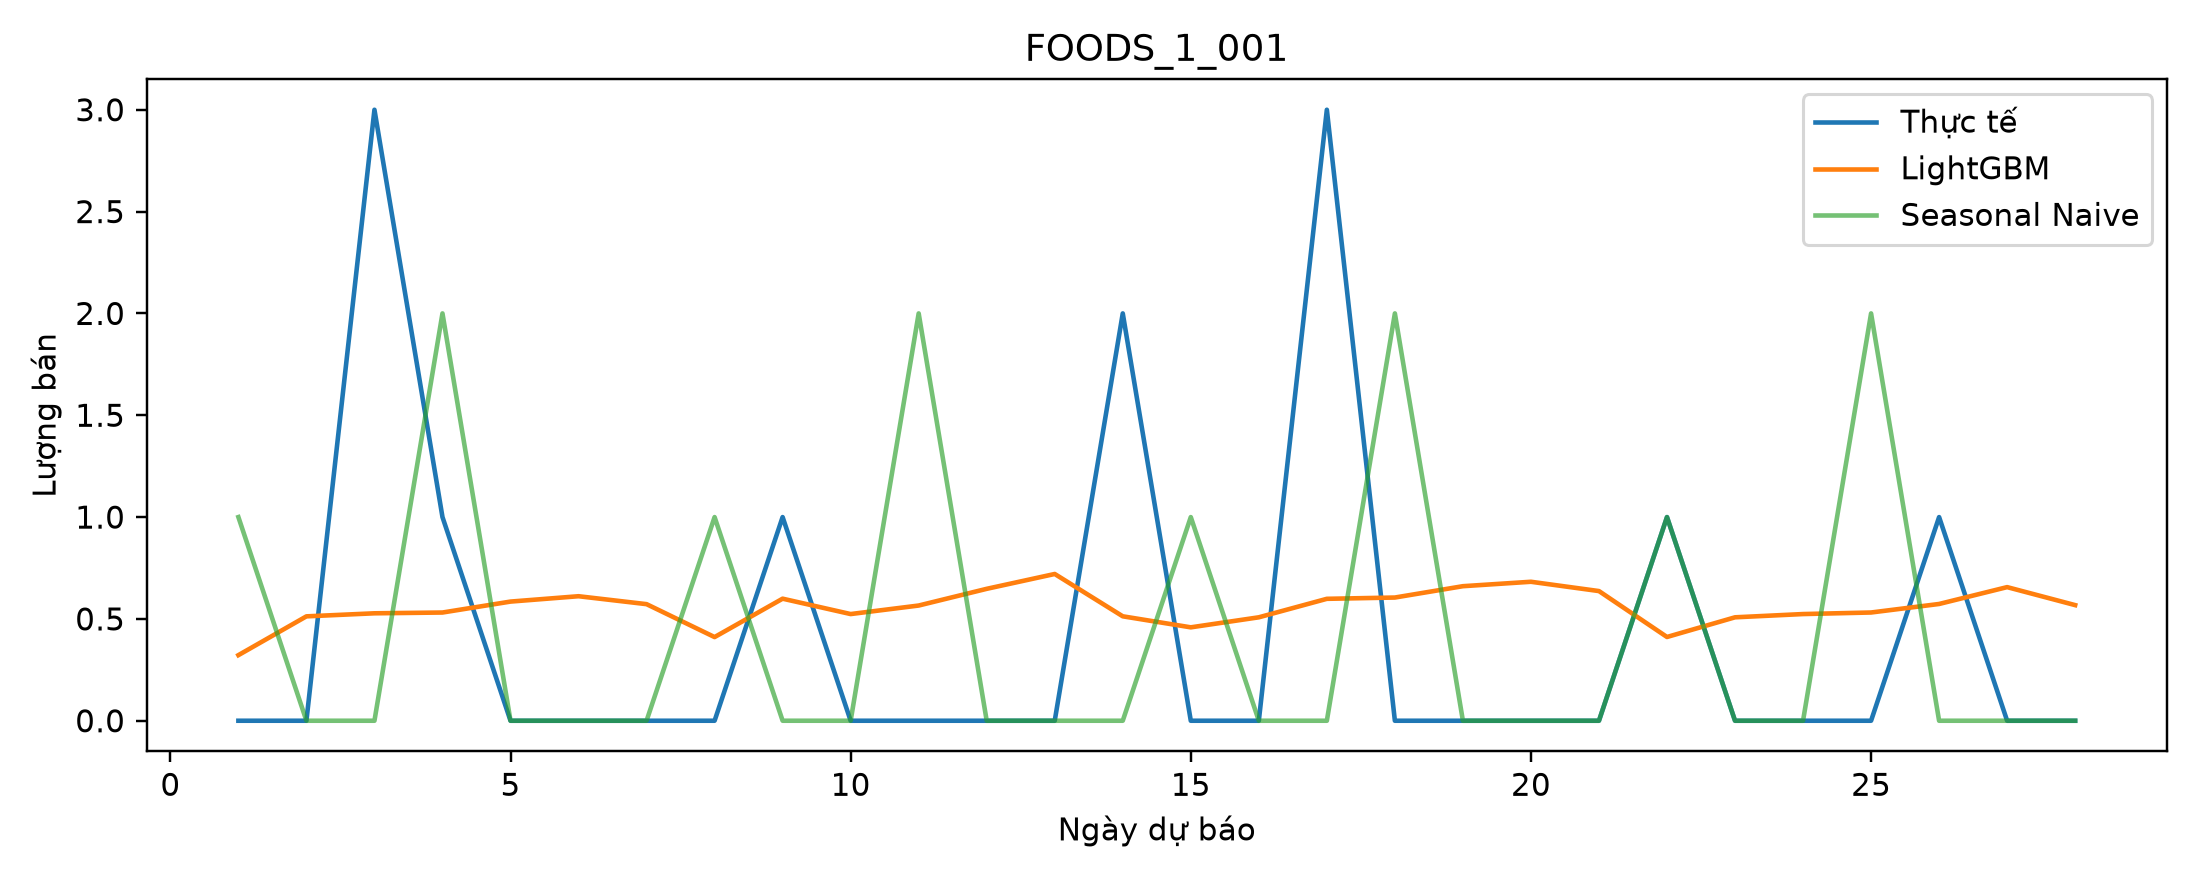 FOODS_1_001
Thực tế
LightGBM
Seasonal Naive
Lượng bán
3.0
2.5
2.0
1.5
1.0
0.5
0.0
0 5 10 15 20 25
Ngày dự báo